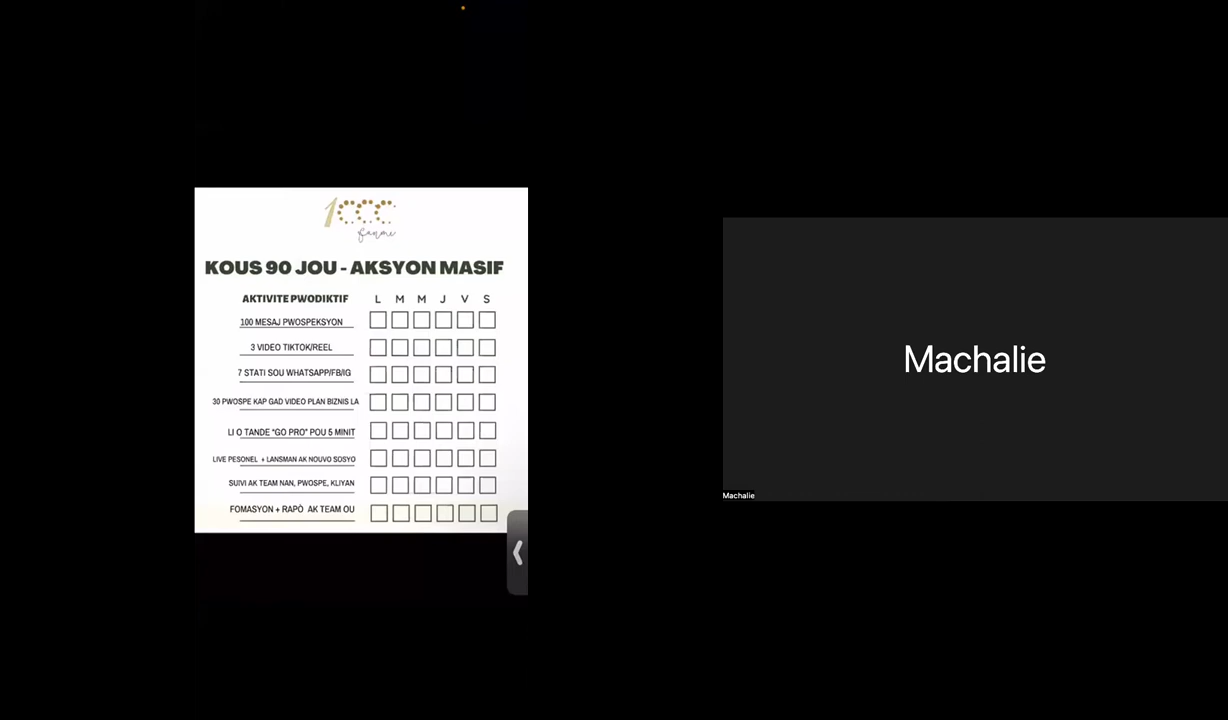 1CCC
fanmi
KOUS 90 JOU - AKSYON MASIF
AKTIVITE PWODIKTIF L M M J V S
100 MESAJ PWOSPEKSYON
3 VIDEO TIKTOK/REEL
7 STATI SOU WHATSAPP/FB/IG
30 PWOSPE KAP GAD VIDEO PLAN BIZNIS LA
LI O TANDE "GO PRO" POU 5 MINIT
LIVE PESONEL + LANSMAN AK NOUVO SOSYO
SUIVI AK TEAM NAN, PWOSPE, KLIYAN
FOMASYON + RAPÒ AK TEAM OU
Machalie
Machalie